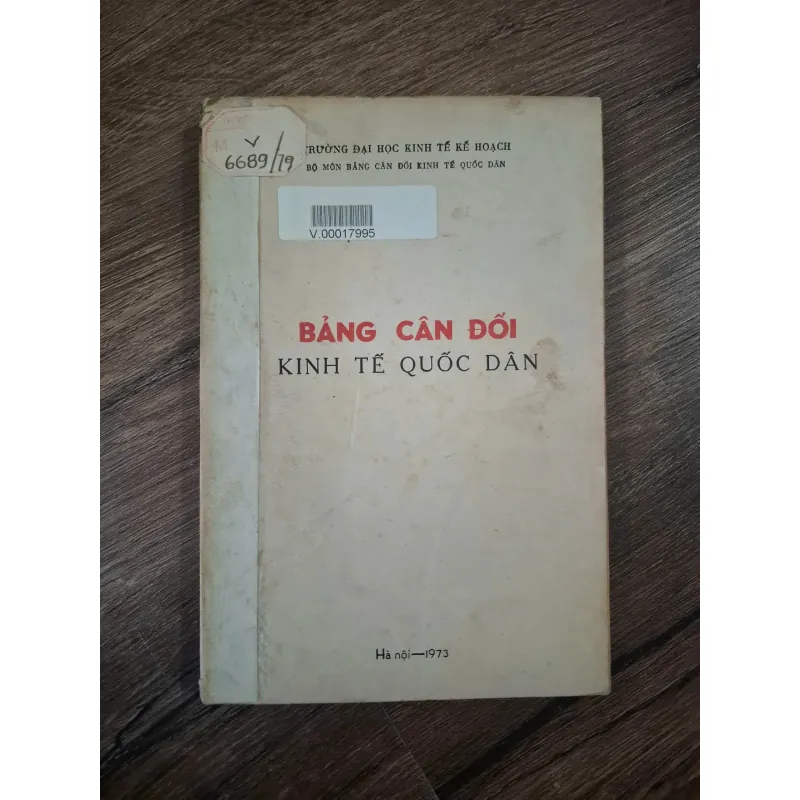 V
6689/79
TRƯỜNG ĐẠI HỌC KINH TẾ KẾ HOẠCH
BỘ MÔN BẢNG CÂN ĐỐI KINH TẾ QUỐC DÂN
V.00017995
BẢNG CÂN ĐỐI
KINH TẾ QUỐC DÂN
Hà nội—1973